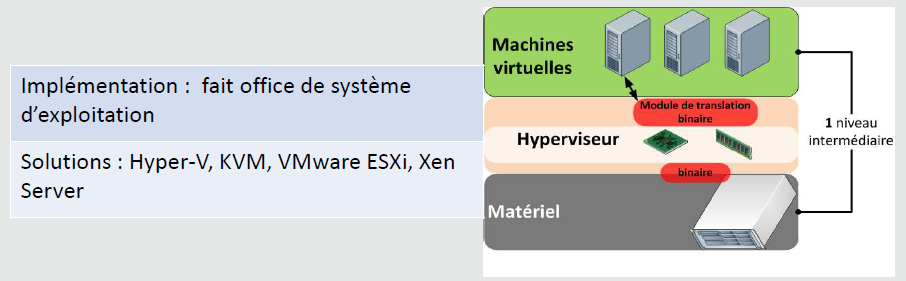 Implémentation :  fait office de système
d'exploitation
Solutions : Hyper-V, KVM, VMware ESXi, Xen
Server
Machines
virtuelles
Module de translation
binaire
Hyperviseur
binaire
Matériel
1 niveau
intermédiaire